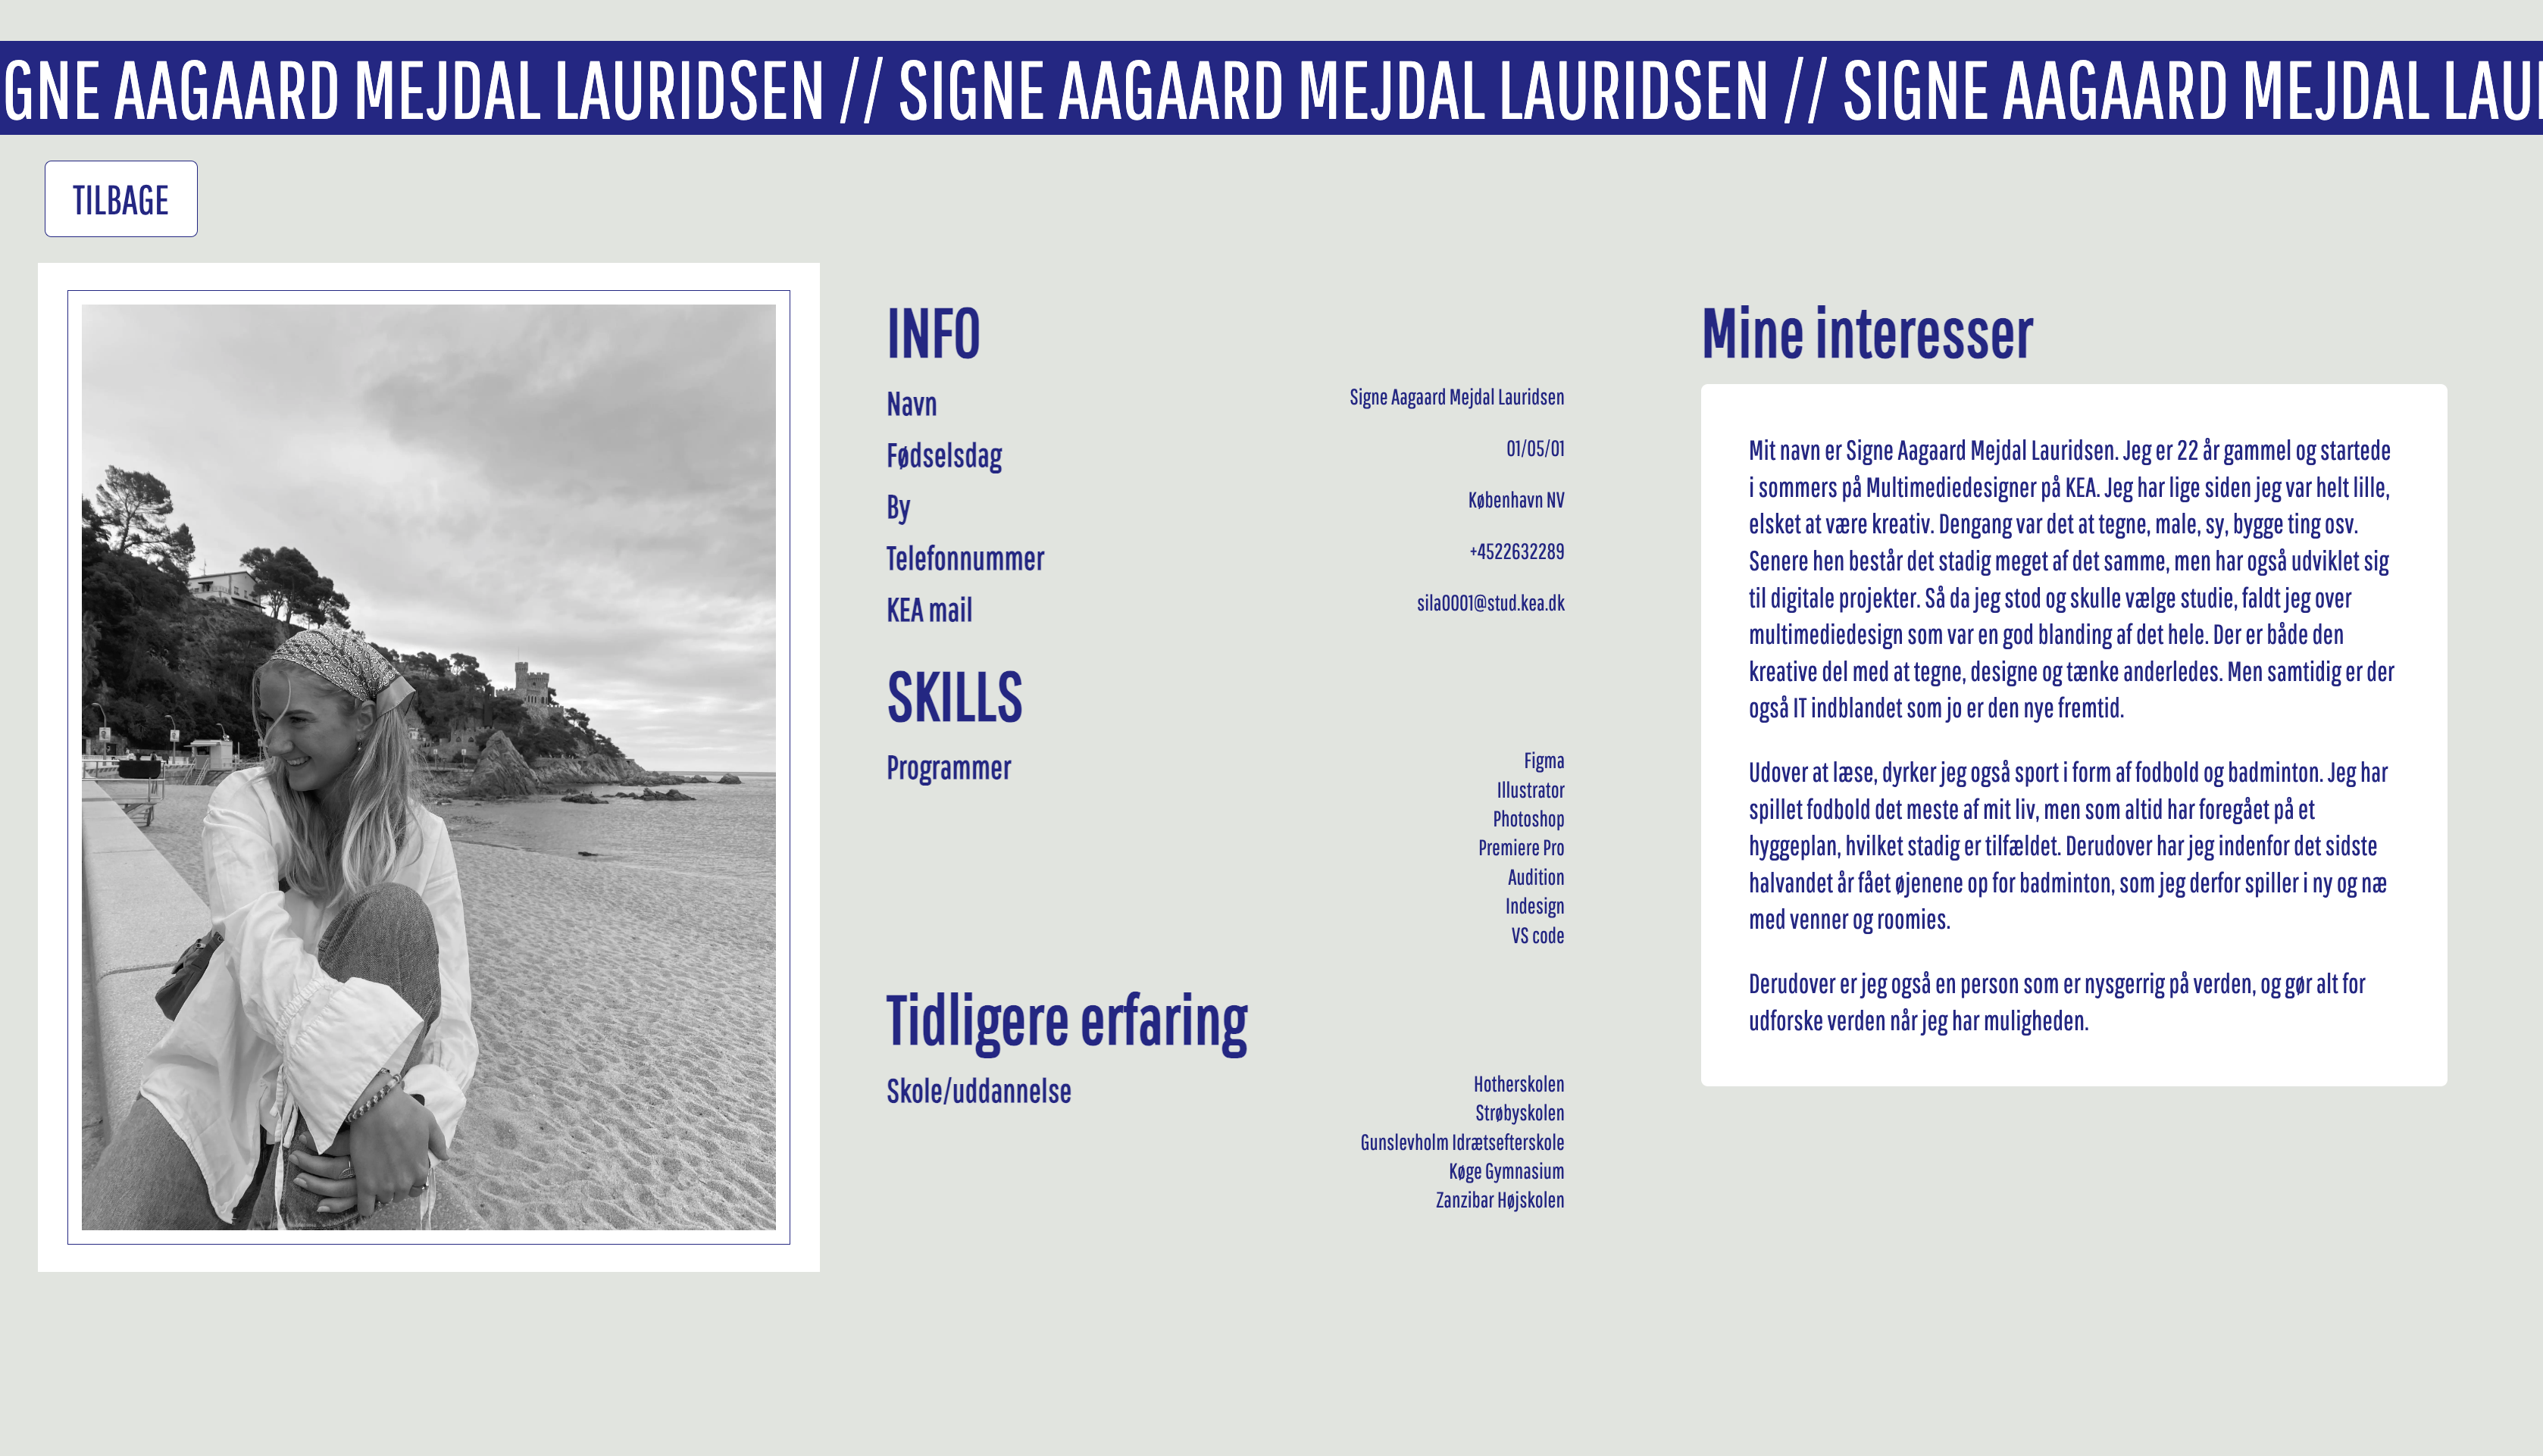 GNE AAGAARD MEJDAL LAURIDSEN // SIGNE AAGAARD MEJDAL LAURIDSEN // SIGNE AAGAARD MEJDAL LAU
TILBAGE
INFO
Navn Signe Aagaard Mejdal Lauridsen
Fødselsdag 01/05/01
By København NV
Telefonnummer +4522632289
KEA mail sila0001@stud.kea.dk
SKILLS
Programmer Figma
Illustrator
Photoshop
Premiere Pro
Audition
Indesign
VS code
Tidligere erfaring
Skole/uddannelse Hotherskolen
Strøbyskolen
Gunslevholm Idrætsefterskole
Køge Gymnasium
Zanzibar Højskolen
Mine interesser
Mit navn er Signe Aagaard Mejdal Lauridsen. Jeg er 22 år gammel og startede
i sommers på Multimediedesigner på KEA. Jeg har lige siden jeg var helt lille,
elsket at være kreativ. Dengang var det at tegne, male, sy, bygge ting osv.
Senere hen består det stadig meget af det samme, men har også udviklet sig
til digitale projekter. Så da jeg stod og skulle vælge studie, faldt jeg over
multimediedesign som var en god blanding af det hele. Der er både den
kreative del med at tegne, designe og tænke anderledes. Men samtidig er der
også IT indblandet som jo er den nye fremtid.
Udover at læse, dyrker jeg også sport i form af fodbold og badminton. Jeg har
spillet fodbold det meste af mit liv, men som altid har foregået på et
hyggeplan, hvilket stadig er tilfældet. Derudover har jeg indenfor det sidste
halvandet år fået øjenene op for badminton, som jeg derfor spiller i ny og næ
med venner og roomies.
Derudover er jeg også en person som er nysgerrig på verden, og gør alt for
udforske verden når jeg har muligheden.